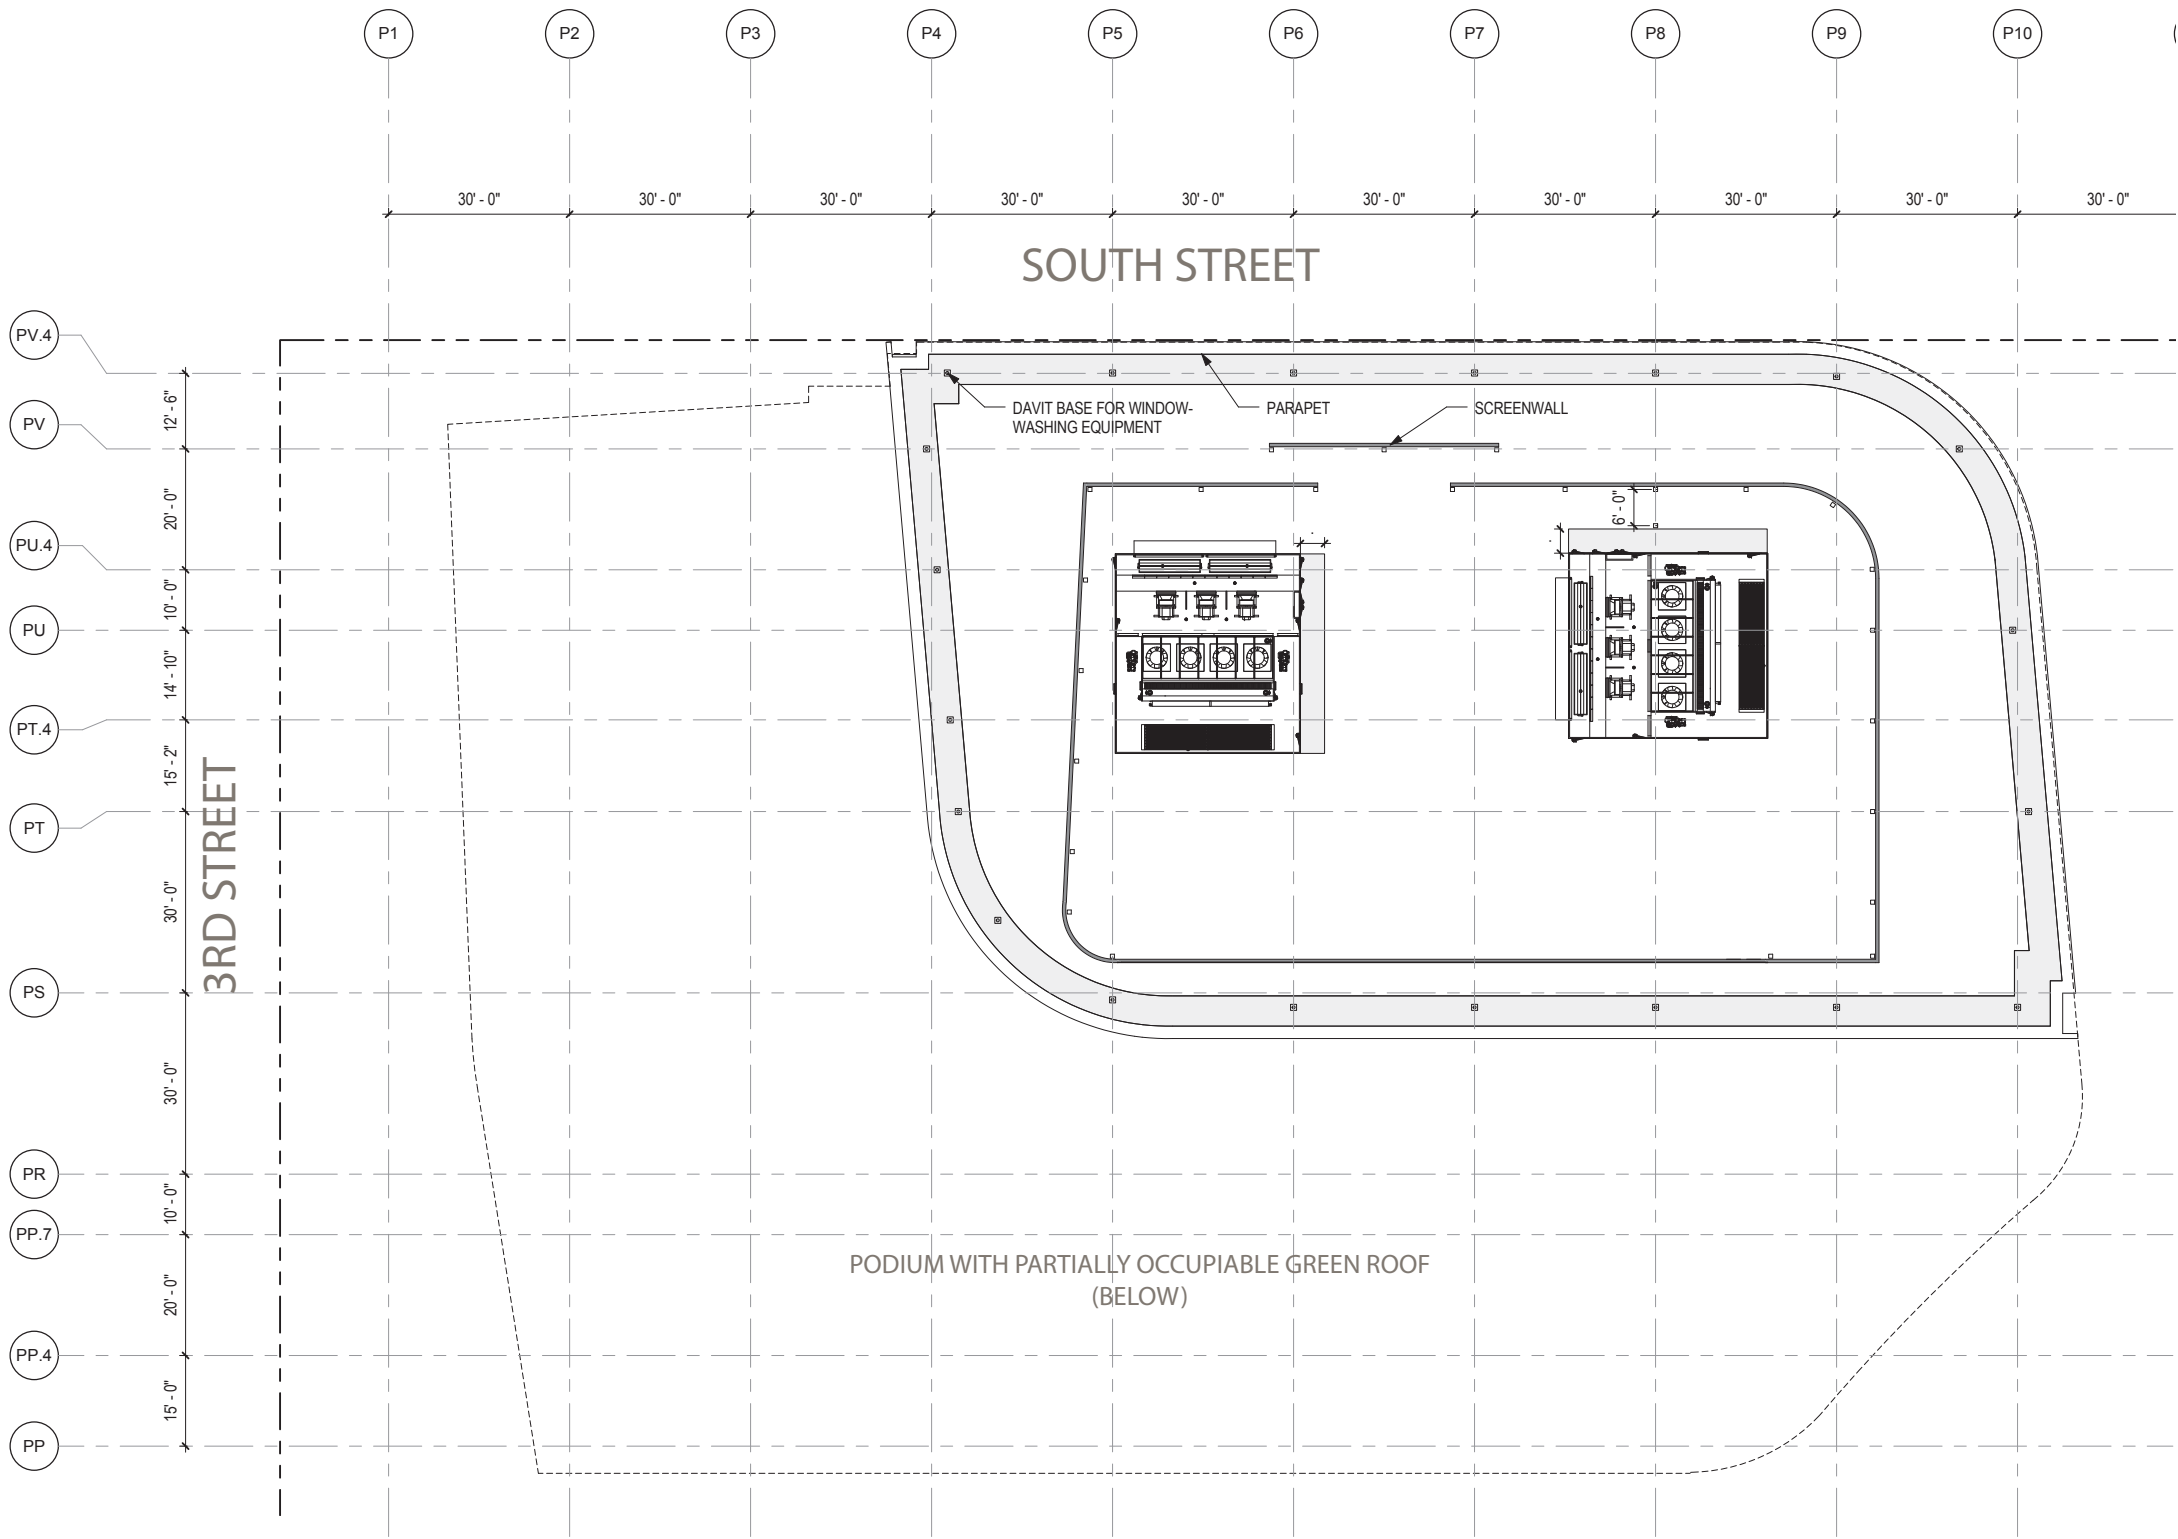 P1 P2 P3 P4 P5 P6 P7 P8 P9 P10
30' - 0" 30' - 0" 30' - 0" 30' - 0" 30' - 0" 30' - 0" 30' - 0" 30' - 0" 30' - 0" 30' - 0"
SOUTH STREET
PV.4
12' - 6"
DAVIT BASE FOR WINDOW-
WASHING EQUIPMENT
PARAPET
SCREENWALL
PV
20' - 0"
6' - 0"
PU.4
10' - 0"
PU
14' - 10"
PT.4
15' - 2"
PT
3RD STREET
30' - 0"
PS
30' - 0"
PR
10' - 0"
PP.7
PODIUM WITH PARTIALLY OCCUPIABLE GREEN ROOF
(BELOW)
20' - 0"
PP.4
15' - 0"
PP